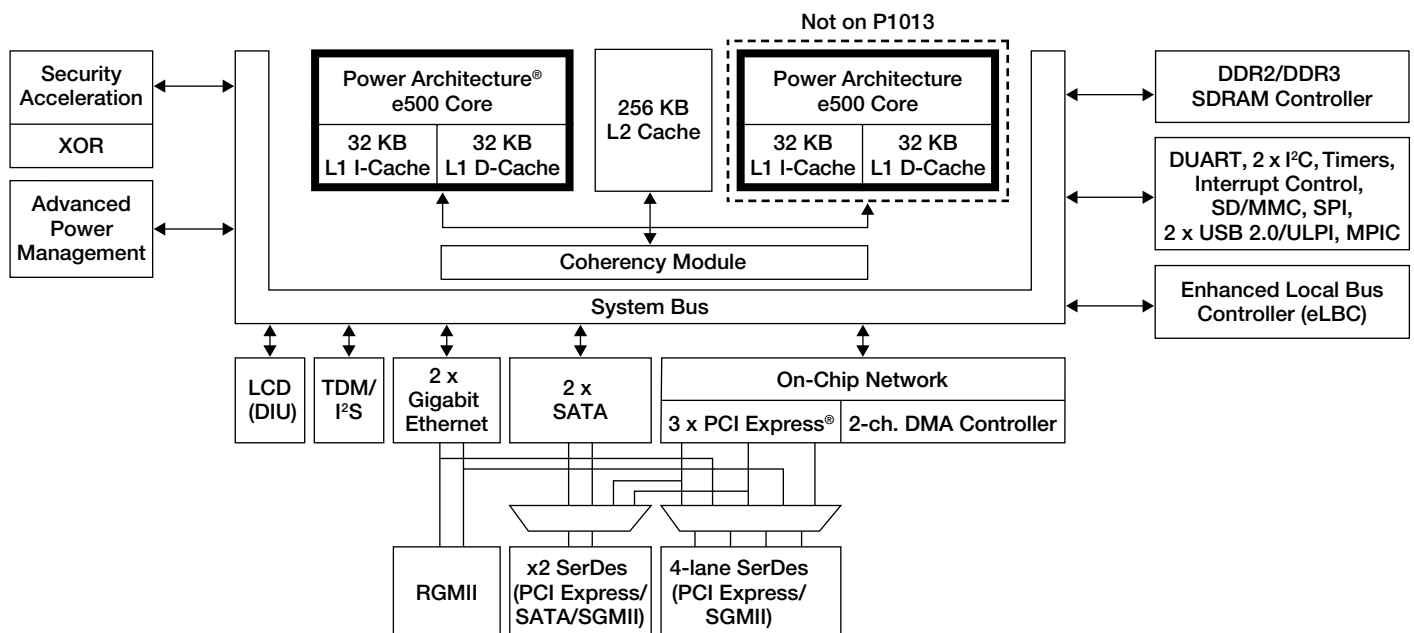 Not on P1013
Security
Acceleration
XOR
Advanced
Power
Management
Power Architecture®
e500 Core
32 KB
L1 I-Cache
32 KB
L1 D-Cache
256 KB
L2 Cache
Power Architecture
e500 Core
32 KB
L1 I-Cache
32 KB
L1 D-Cache
Coherency Module
System Bus
DDR2/DDR3
SDRAM Controller
DUART, 2 x I²C, Timers,
Interrupt Control,
SD/MMC, SPI,
2 x USB 2.0/ULPI, MPIC
Enhanced Local Bus
Controller (eLBC)
LCD
(DIU)
TDM/
I²S
2 x
Gigabit
Ethernet
2 x
SATA
On-Chip Network
3 x PCI Express®
2-ch. DMA Controller
RGMII
x2 SerDes
(PCI Express/
SATA/SGMII)
4-lane SerDes
(PCI Express/
SGMII)